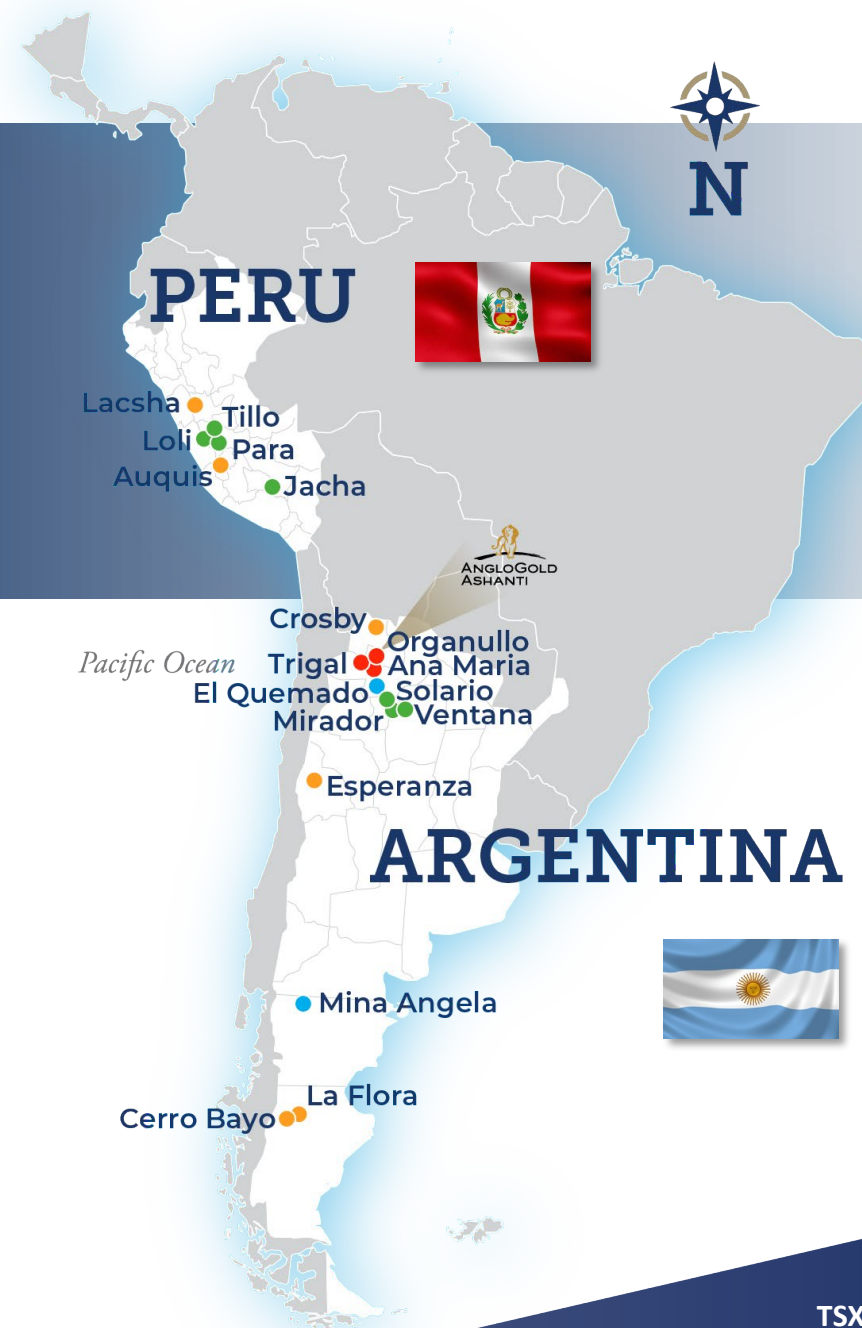 N
PERU
Lacsha
Tillo
Loli
Para
Auquis
Jacha
ANGLOGOLD
ASHANTI
Crosby
Organullo
Pacific Ocean
Trigal
Ana Maria
El Quemado
Solario
Mirador
Ventana
Esperanza
ARGENTINA
Mina Angela
La Flora
Cerro Bayo
TSX